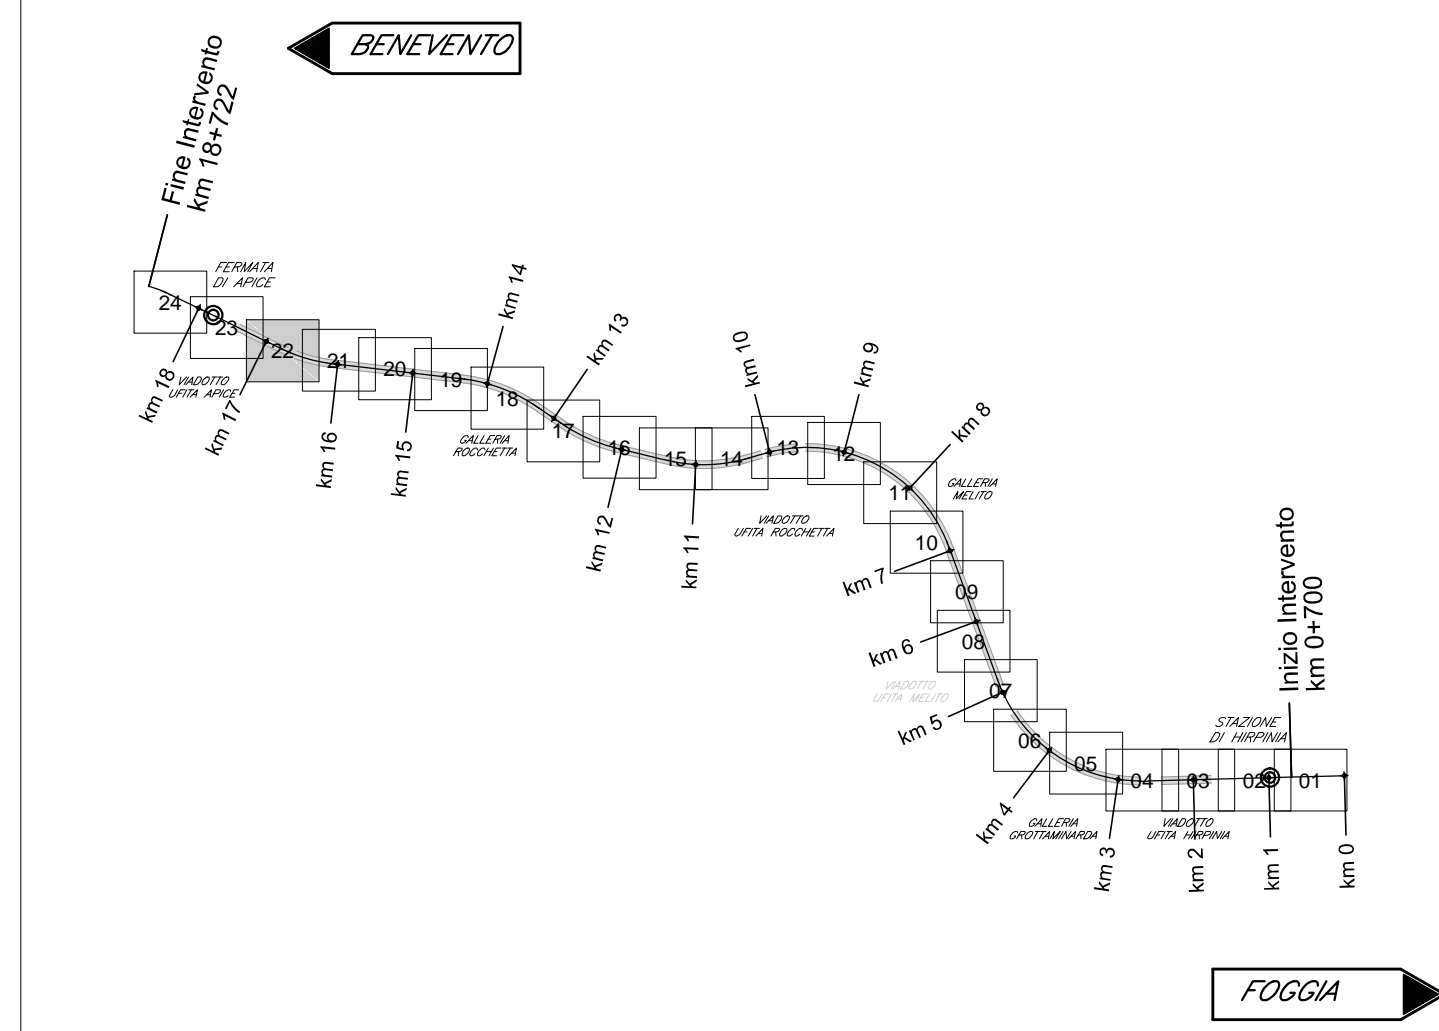 BENEVENTO
Fine Intervento
km 18+722
FERMATA
DI APICE
24
23
22
21
20
19
18
17
16
15
14
13
12
11
10
09
08
07
06
05
04
03
02
01
km 18
VIADOTTO
UFITA APICE
km 17
km 16
km 15
km 14
GALLERIA
ROCCHETTA
km 13
km 12
km 11
km 10
VIADOTTO
UFITA ROCCHETTA
km 9
km 8
GALLERIA
MELITO
km 7
km 6
VIADOTTO
UFITA MELITO
km 5
km 4
GALLERIA
GROTTAMINARDA
km 3
VIADOTTO
UFITA HIRPINIA
km 2
STAZIONE
DI HIRPINIA
km 1
Inizio Intervento
km 0+700
km 0
FOGGIA